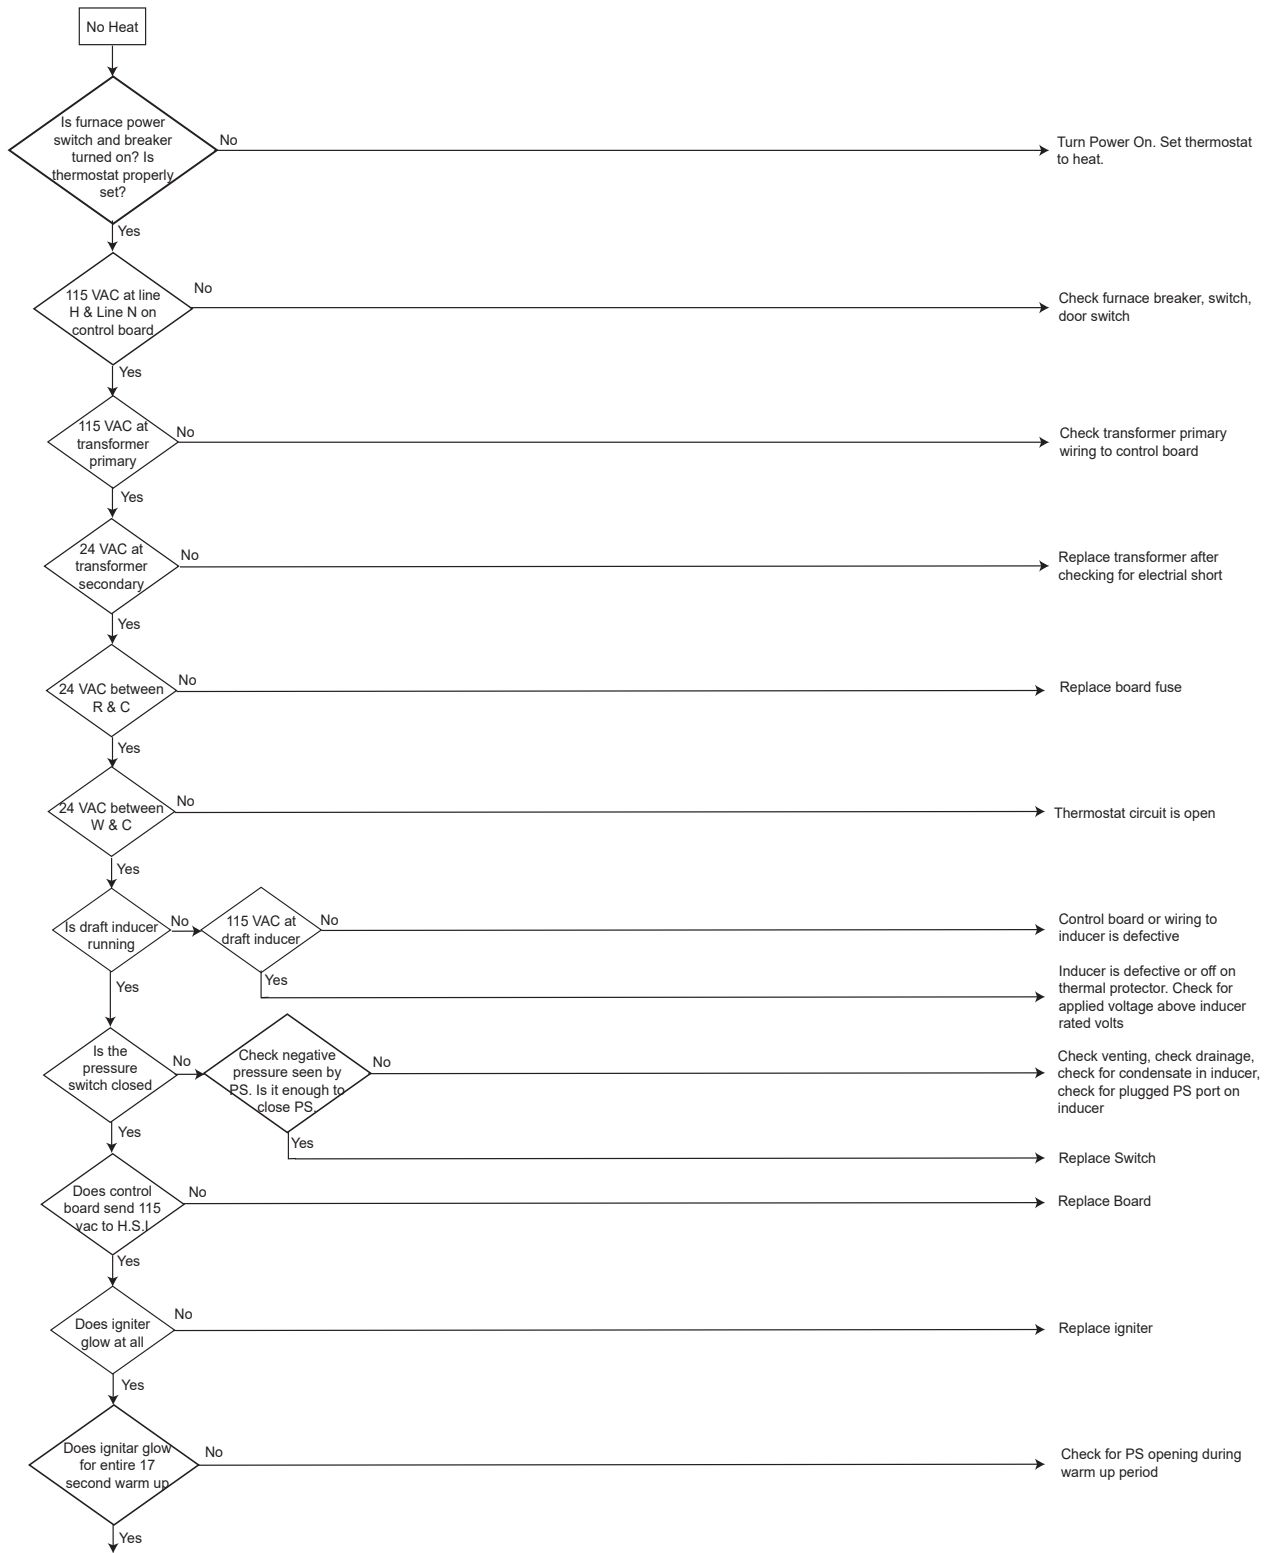 No Heat
Is furnace power
switch and breaker
turned on? Is
thermostat properly
set?
No
Turn Power On. Set thermostat
to heat.
Yes
115 VAC at line
H & Line N on
control board
No
Check furnace breaker, switch,
door switch
Yes
115 VAC at
transformer
primary
No
Check transformer primary
wiring to control board
Yes
24 VAC at
transformer
secondary
No
Replace transformer after
checking for electrial short
Yes
24 VAC between
R & C
No
Replace board fuse
Yes
24 VAC between
W & C
No
Thermostat circuit is open
Yes
Is draft inducer
running
No
115 VAC at
draft inducer
No
Control board or wiring to
inducer is defective
Yes
Inducer is defective or off on
thermal protector. Check for
applied voltage above inducer
rated volts
Yes
Is the
pressure
switch closed
No
Check negative
pressure seen by
PS. Is it enough to
close PS.
No
Check venting, check drainage,
check for condensate in inducer,
check for plugged PS port on
inducer
Yes
Replace Switch
Yes
Does control
board send 115
vac to H.S.I
No
Replace Board
Yes
Does igniter
glow at all
No
Replace igniter
Yes
Does ignitar glow
for entire 17
second warm up
No
Check for PS opening during
warm up period
Yes